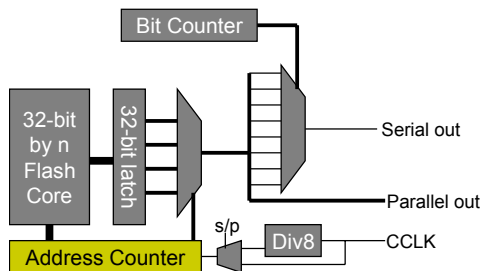 Bit Counter
32-bit
by n
Flash
Core
32-bit latch
Serial out
Parallel out
s/p
Div8
CCLK
Address Counter